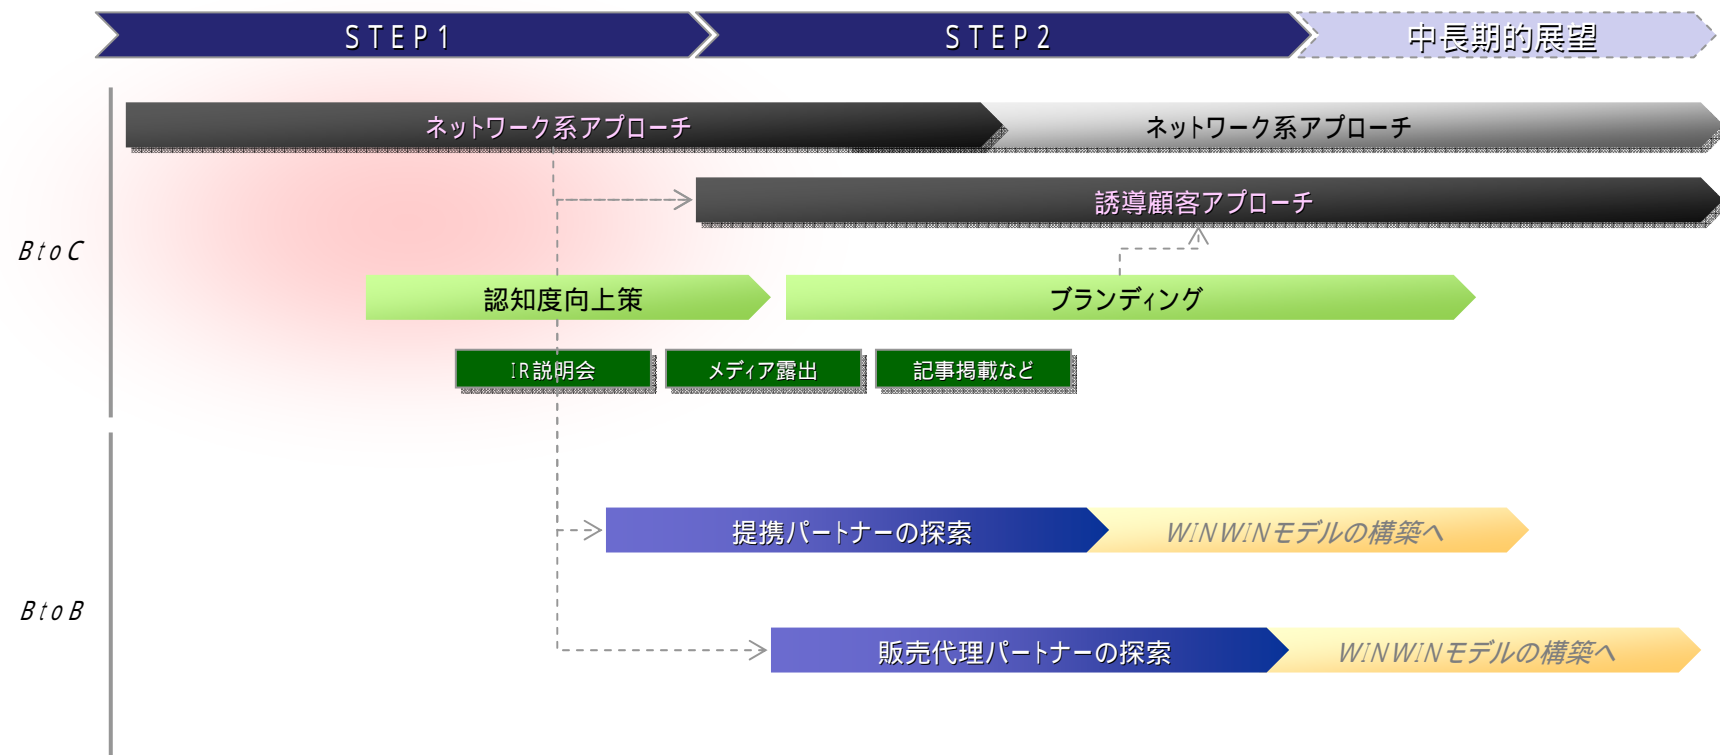 STEP1
STEP2
中長期的展望
ネットワーク系アプローチ
ネットワーク系アプローチ
誘導顧客アプローチ
BtoC
認知度向上策
ブランディング
IR説明会
メディア露出
記事掲載など
提携パートナーの探索
WINWINモデルの構築へ
BtoB
販売代理パートナーの探索
WINWINモデルの構築へ